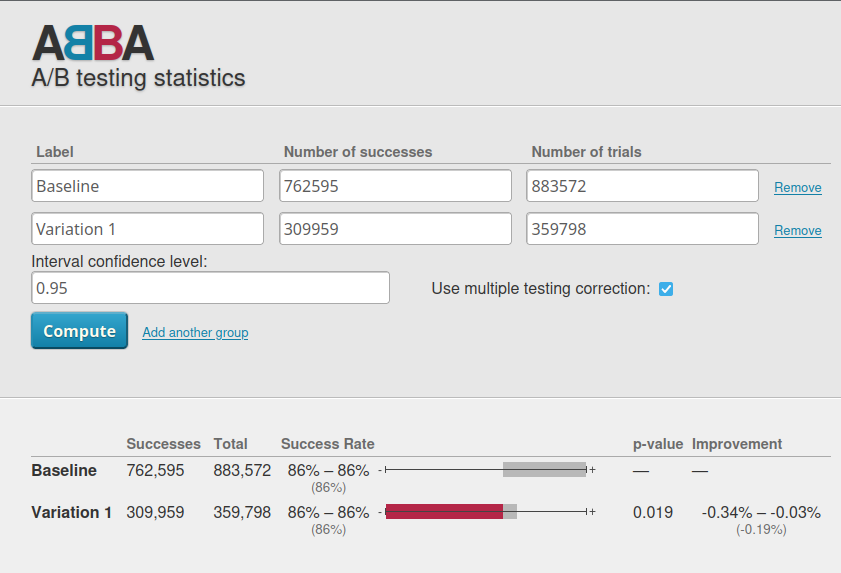 ABBA
A/B testing statistics
Label Number of successes Number of trials
Baseline 762595 883572 Remove
Variation 1 309959 359798 Remove
Interval confidence level:
0.95 Use multiple testing correction:
Compute Add another group
Successes Total Success Rate p-value Improvement
Baseline 762,595 883,572 86% – 86% - + — —
(86%)
Variation 1 309,959 359,798 86% – 86% - + 0.019 -0.34% – -0.03%
(86%) (-0.19%)